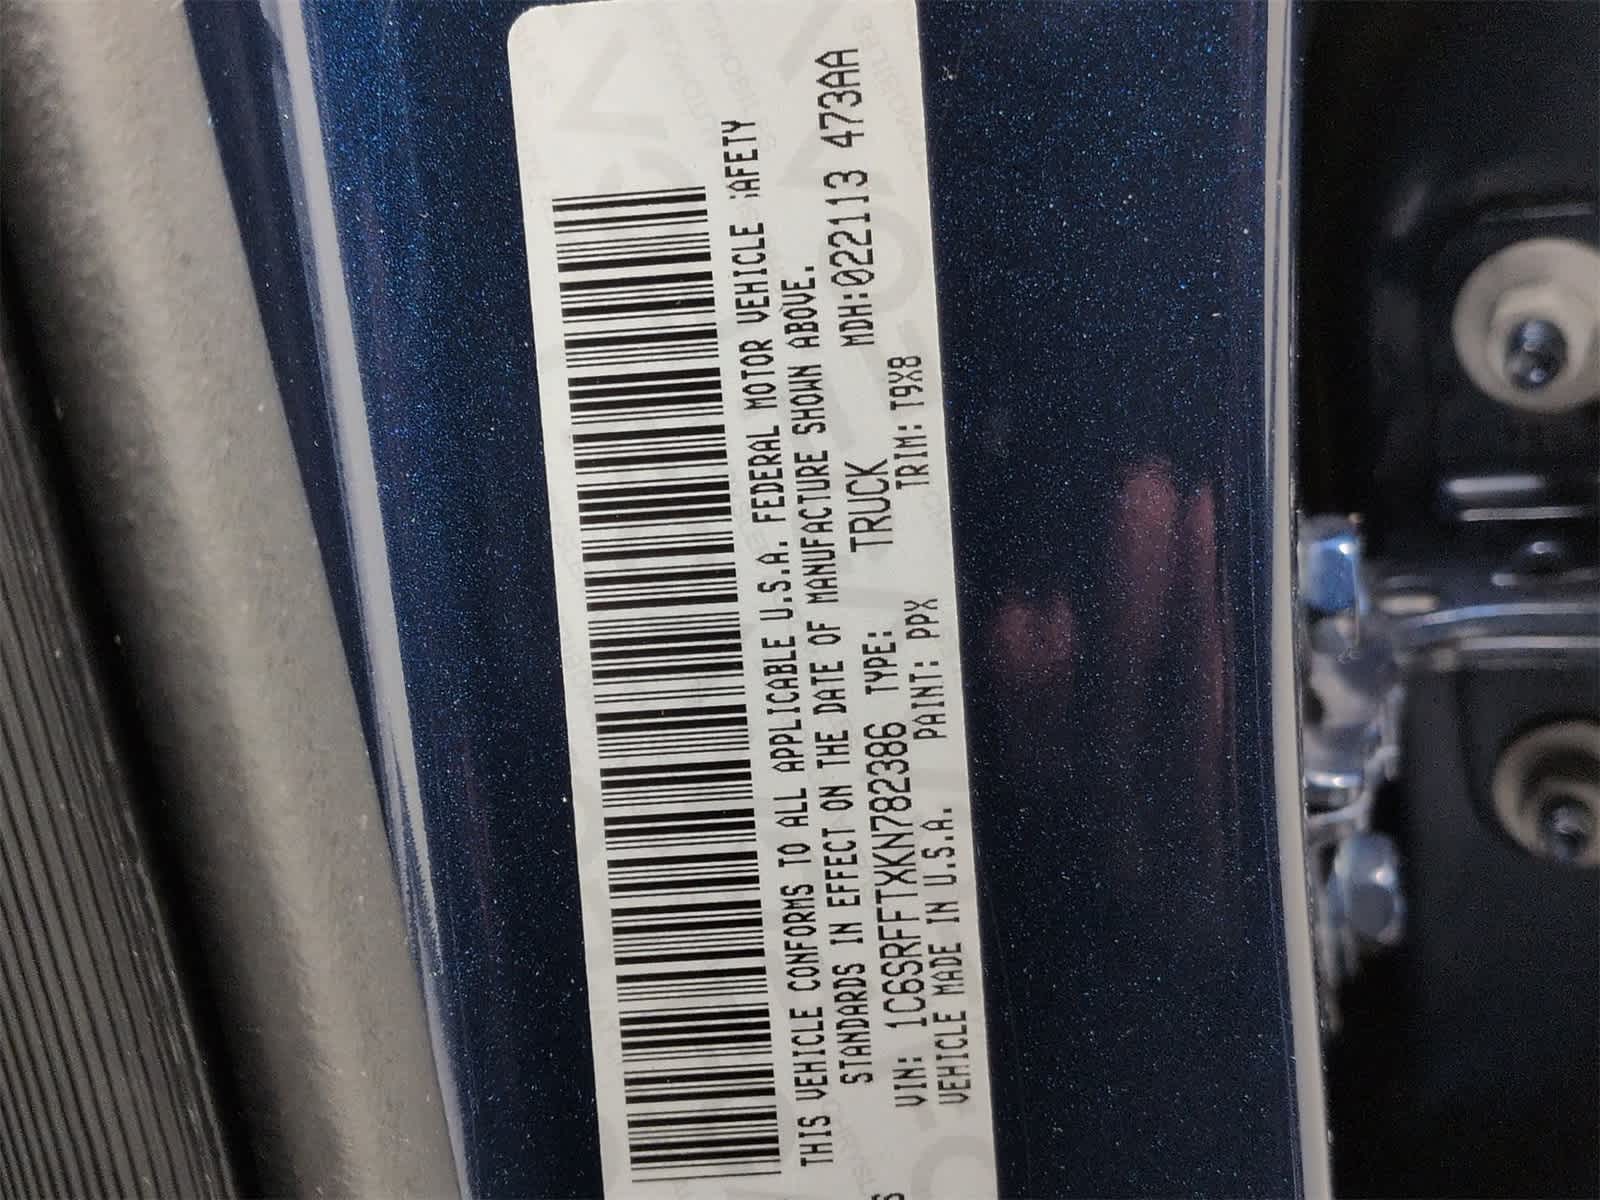 THIS VEHICLE CONFORMS TO ALL APPLICABLE U.S.A. FEDERAL MOTOR VEHICLE SAFETY
STANDARDS IN EFFECT ON THE DATE OF MANUFACTURE SHOWN ABOVE.
VIN: 1C6SRFFTXKN782386 TYPE: TRUCK MDH:022113 473AA
VEHICLE MADE IN U.S.A. PAINT: PPX TRIM: T9X8